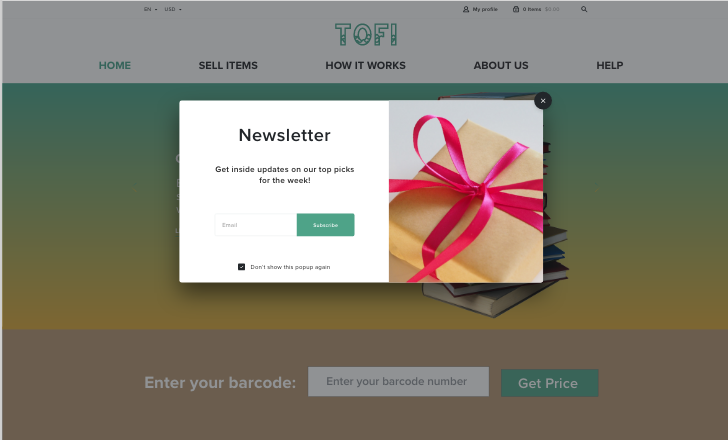 EN
USD
My profile
0 Items $0.00
TOFI
HOME
SELL ITEMS
HOW IT WORKS
ABOUT US
HELP
Newsletter
Get inside updates on our top picks
for the week!
Email
Subscribe
Don't show this popup again
Enter your barcode:
Enter your barcode number
Get Price